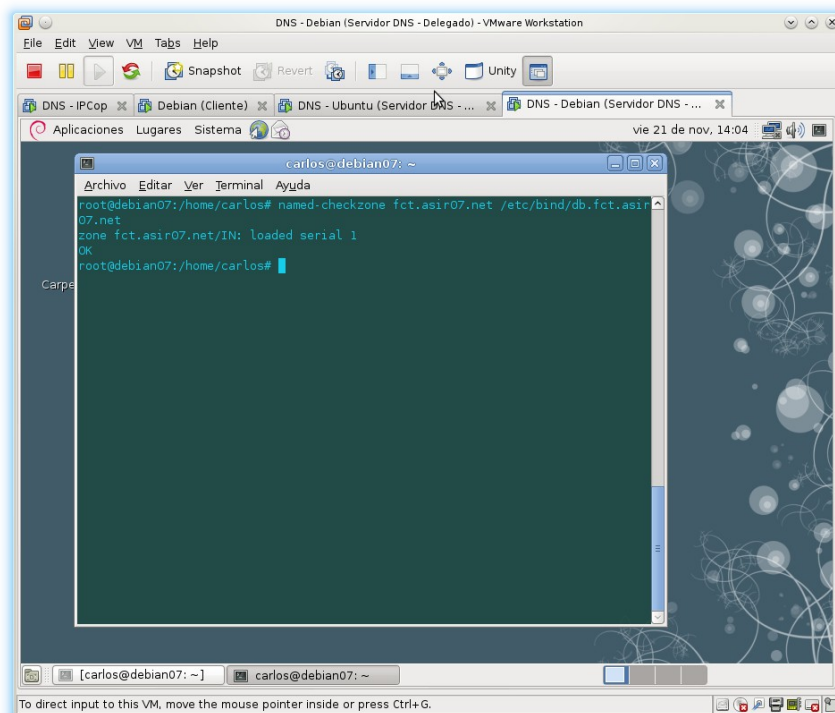 DNS - Debian (Servidor DNS - Delegado) - VMware Workstation
File Edit View VM Tabs Help
Snapshot Revert Unity
DNS - IPCop Debian (Cliente) DNS - Ubuntu (Servidor DNS - ... DNS - Debian (Servidor DNS - ...
Aplicaciones Lugares Sistema vie 21 de nov, 14:04
carlos@debian07: ~
Archivo Editar Ver Terminal Ayuda
root@debian07:/home/carlos# named-checkzone fct.asir07.net /etc/bind/db.fct.asir
07.net
zone fct.asir07.net/IN: loaded serial 1
OK
root@debian07:/home/carlos#
Carpe
[carlos@debian07: ~] carlos@debian07: ~
To direct input to this VM, move the mouse pointer inside or press Ctrl+G.